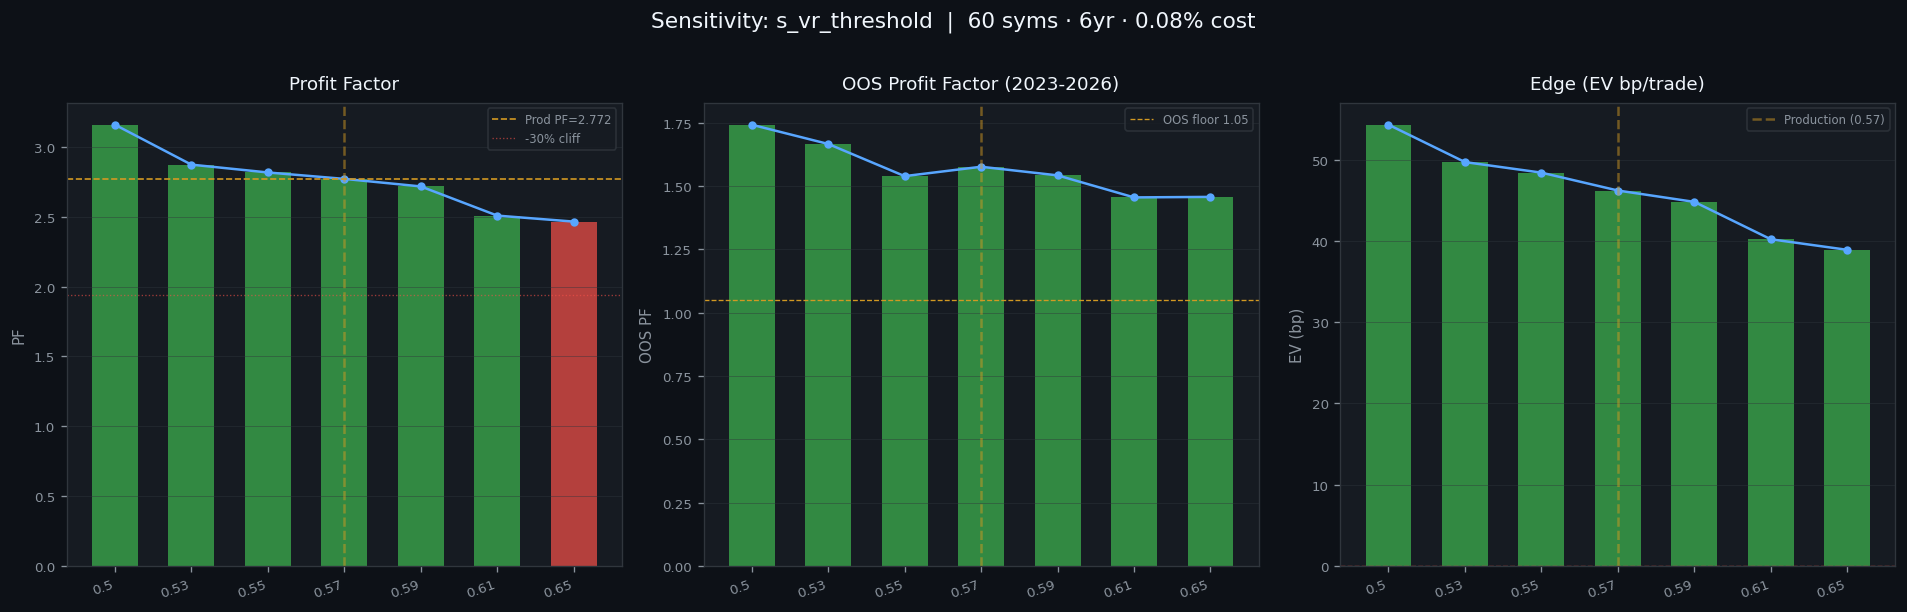 Sensitivity: s_vr_threshold | 60 syms · 6yr · 0.08% cost
Profit Factor
Prod PF=2.772
-30% cliff
PF
3.0
2.5
2.0
1.5
1.0
0.5
0.0
0.5 0.53 0.55 0.57 0.59 0.61 0.65
OOS Profit Factor (2023-2026)
OOS floor 1.05
OOS PF
1.75
1.50
1.25
1.00
0.75
0.50
0.25
0.00
0.5 0.53 0.55 0.57 0.59 0.61 0.65
Edge (EV bp/trade)
Production (0.57)
EV (bp)
50
40
30
20
10
0
0.5 0.53 0.55 0.57 0.59 0.61 0.65